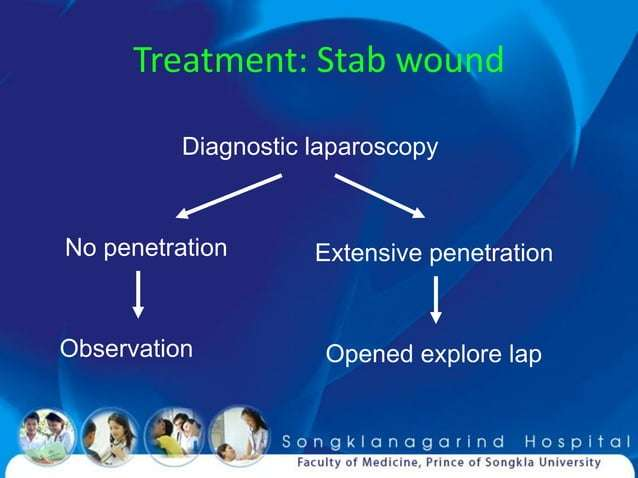 Treatment: Stab wound
Diagnostic laparoscopy
No penetration
Extensive penetration
Observation
Opened explore lap
Songklanagarind Hospital
Faculty of Medicine, Prince of Songkla University